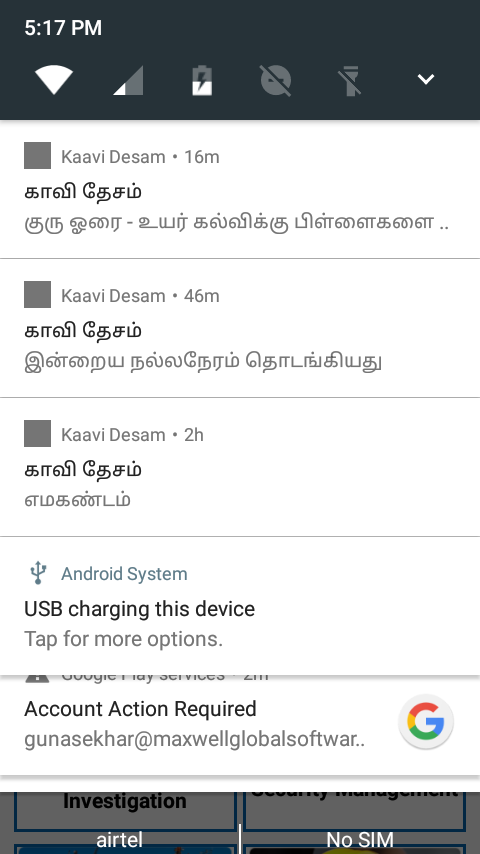 5:17 PM
Kaavi Desam • 16m
காவி தேசம்
குரு ஓரை - உயர் கல்விக்கு பிள்ளைகளை ..
Kaavi Desam • 46m
காவி தேசம்
இன்றைய நல்லநேரம் தொடங்கியது
Kaavi Desam • 2h
காவி தேசம்
எமகண்டம்
Android System
USB charging this device
Tap for more options.
Google Play services • 2m
Account Action Required
gunasekhar@maxwellglobalsoftwar..
Investigation
Security Management
airtel
No SIM